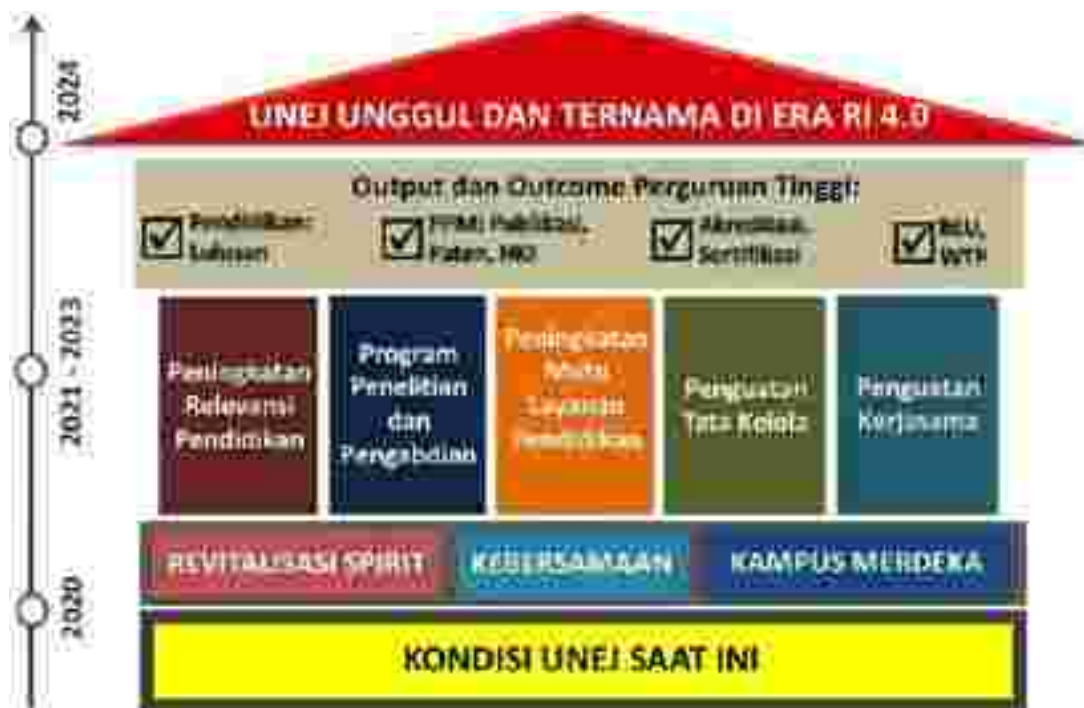 2024
UNEJ UNGGUL DAN TERNAMA DI ERA RI 4.0
Output dan Outcome Perguruan Tinggi:
Pendidikan:
Lulusan
PPM: Publikasi,
Paten, HKI
Akreditasi,
Sertifikasi
BLU,
WTP
2021 - 2023
Peningkatan
Relevansi
Pendidikan
Program
Penelitian
dan
Pengabdian
Peningkatan
Mutu
Layanan
Pendidikan
Penguatan
Tata Kelola
Penguatan
Kerjasama
REVITALISASI SPIRIT
KEBERSAMAAN
KAMPUS MERDEKA
2020
KONDISI UNEJ SAAT INI